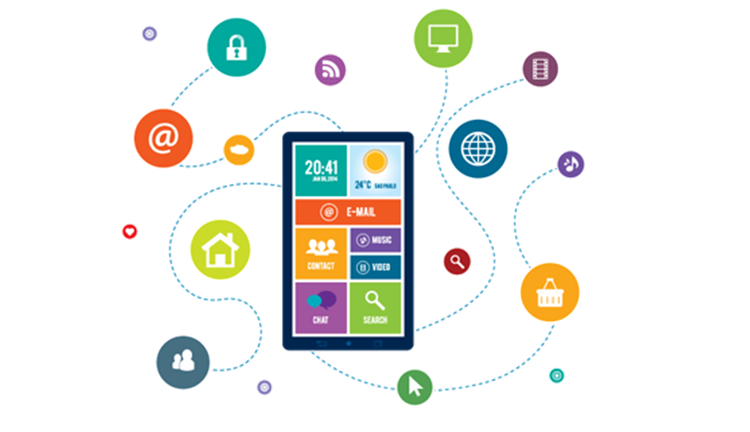 20:41
JAN 06, 2014
24°C SAO PAULO
@ E-MAIL
CONTACT
MUSIC
VIDEO
CHAT
SEARCH
@